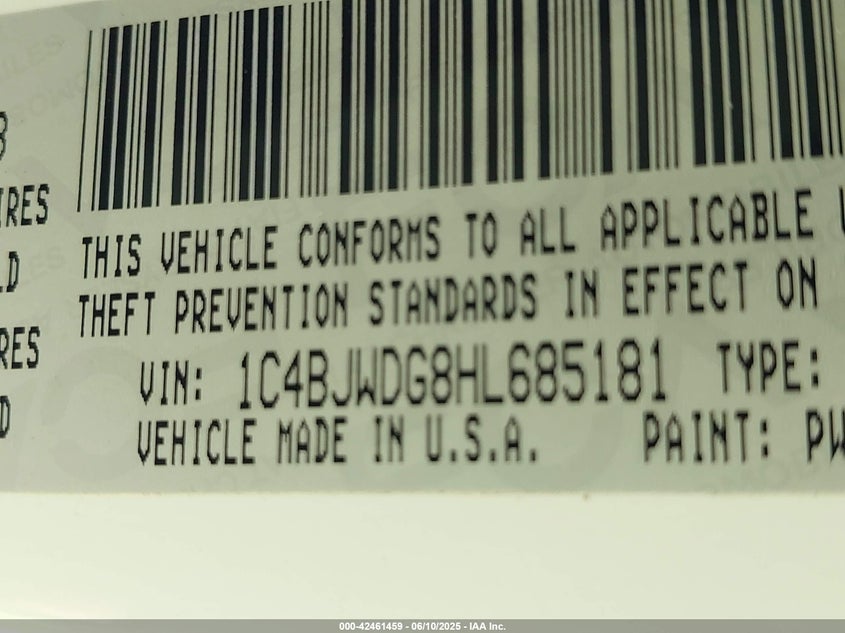 THIS VEHICLE CONFORMS TO ALL APPLICABLE
THEFT PREVENTION STANDARDS IN EFFECT ON
VIN: 1C4BJWDG8HL685181 TYPE:
VEHICLE MADE IN U.S.A. PAINT: PW
000-42461459 - 06/10/2025 - IAA Inc.